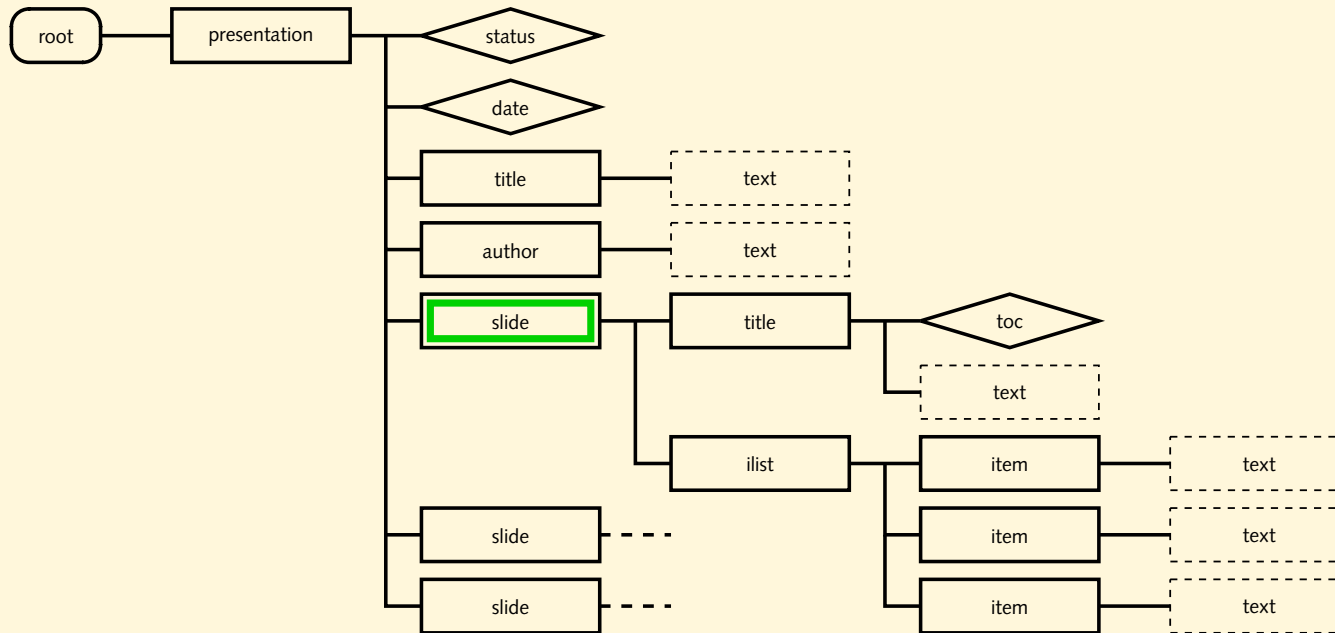 root presentation status
date
title text
author text
slide title toc
text
ilist item text
slide item text
slide item text